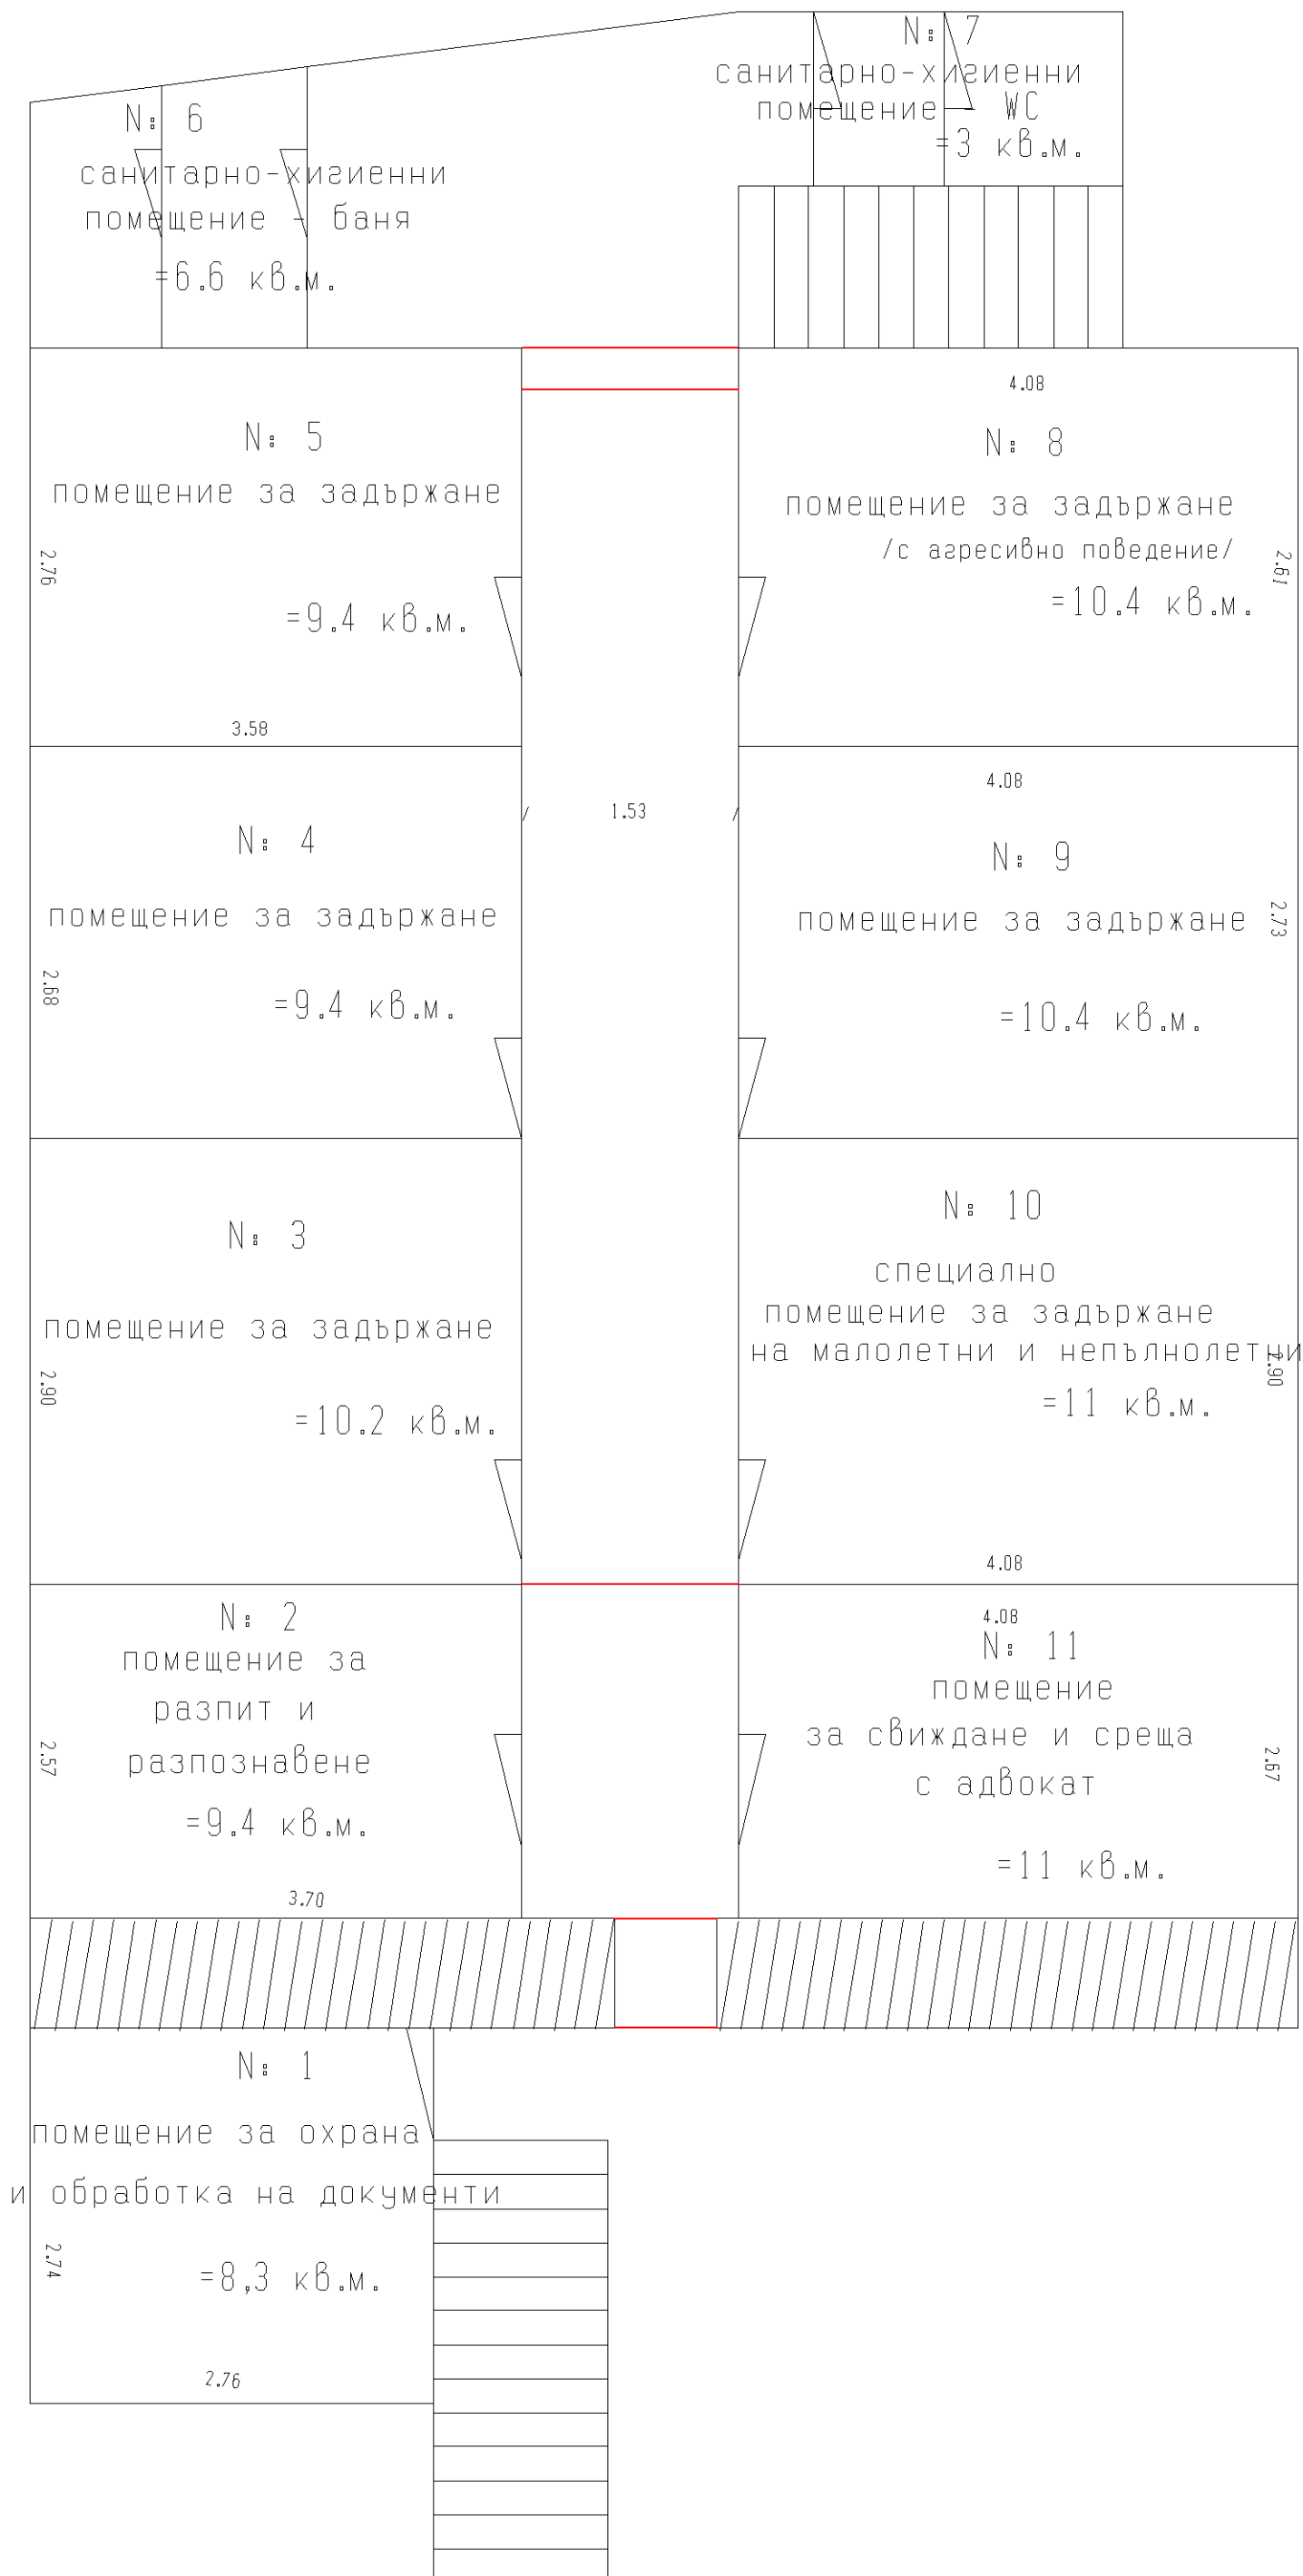 N: 7
санитарно-хигиенни
помещение - WC
=3 кв.м.
N: 6
санитарно-хигиенни
помещение - баня
=6.6 кв.м.
N: 5
помещение за задържане
2.76
=9.4 кв.м.
3.58
4.08
N: 8
помещение за задържане
/с агресивно поведение/
2.61
=10.4 кв.м.
1.53
N: 4
помещение за задържане
2.68
=9.4 кв.м.
4.08
N: 9
помещение за задържане
2.73
=10.4 кв.м.
N: 3
помещение за задържане
2.90
=10.2 кв.м.
N: 10
специално
помещение за задържане
на малолетни и непълнолетни
2.90
=11 кв.м.
4.08
N: 2
помещение за
разпит и
разпознавене
2.57
=9.4 кв.м.
3.70
4.08
N: 11
помещение
за свиждане и среща
с адвокат
2.67
=11 кв.м.
N: 1
помещение за охрана
и обработка на документи
2.74
=8,3 кв.м.
2.76